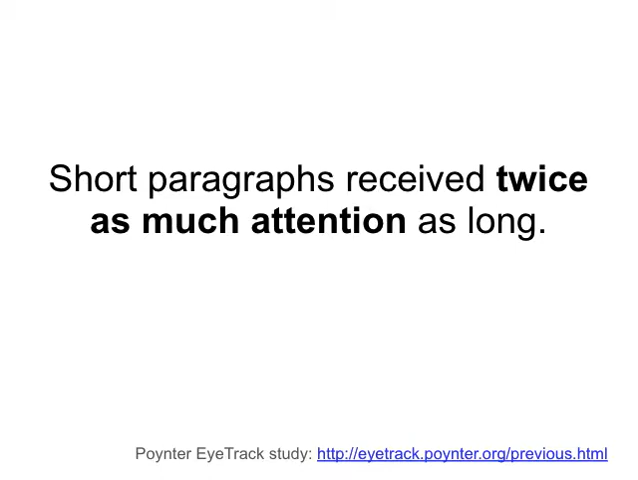 Short paragraphs received twice
as much attention as long.
Poynter EyeTrack study: http://eyetrack.poynter.org/previous.html